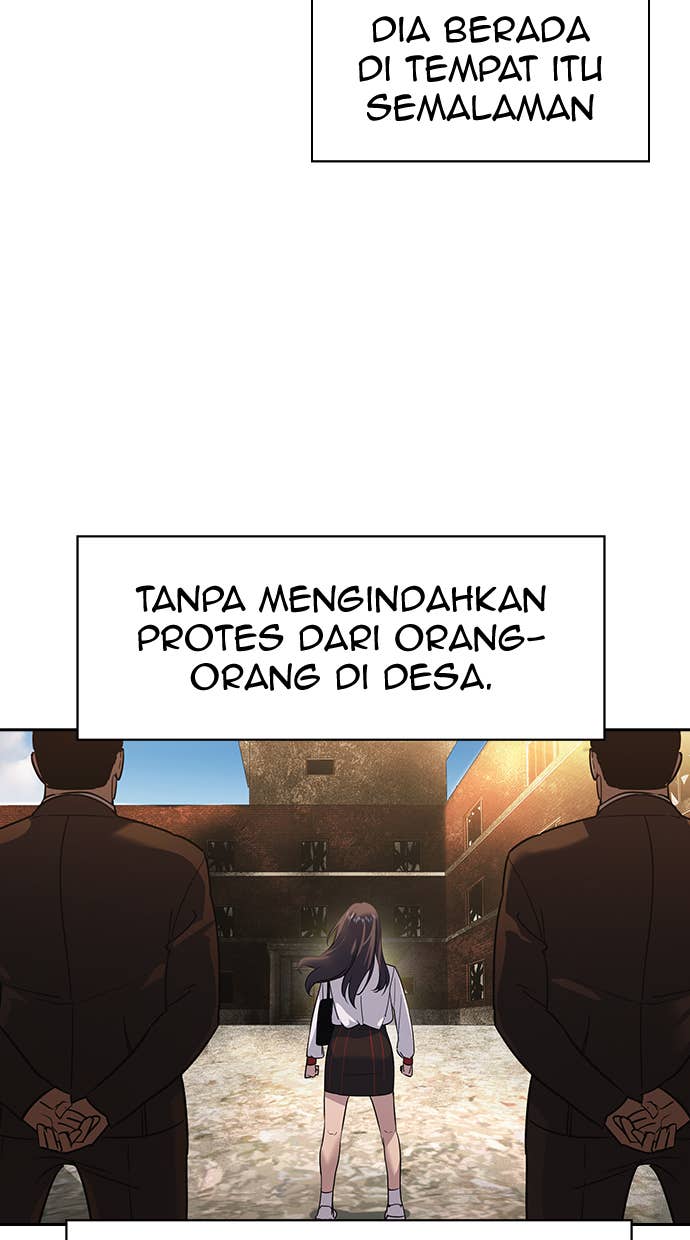 DIA BERADA
DI TEMPAT ITU
SEMALAMAN
TANPA MENGINDAHKAN
PROTES DARI ORANG-
ORANG DI DESA.